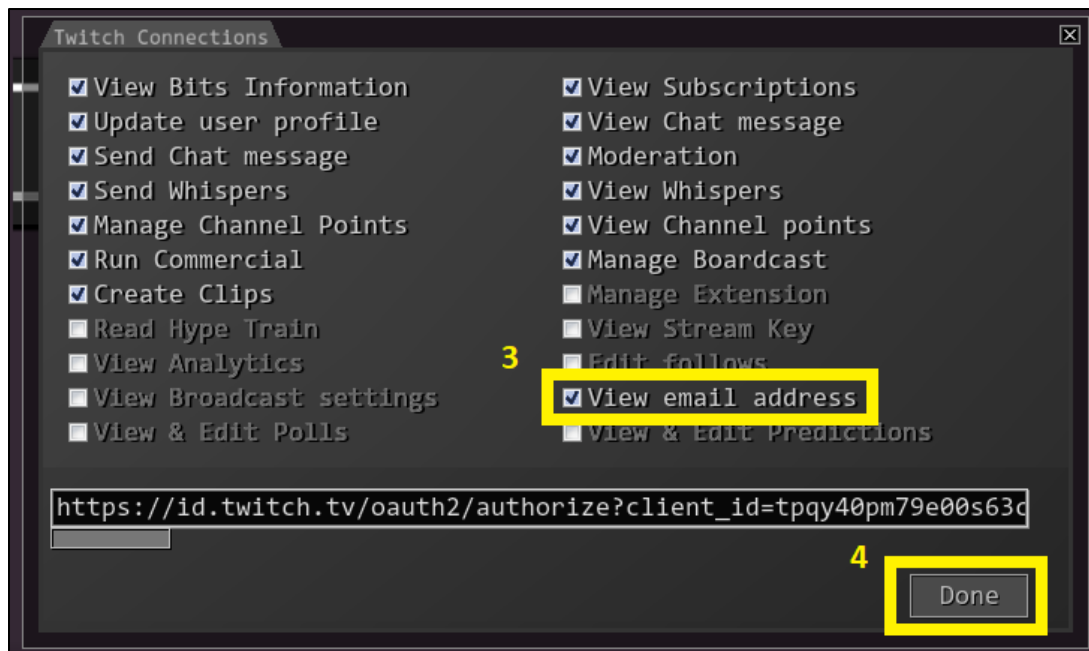 Twitch Connections
View Bits Information
Update user profile
Send Chat message
Send Whispers
Manage Channel Points
Run Commercial
Create Clips
Read Hype Train
View Analytics
View Broadcast settings
View & Edit Polls
View Subscriptions
View Chat message
Moderation
View Whispers
View Channel points
Manage Boardcast
Manage Extension
View Stream Key
3
Edit follows
View email address
View & Edit Predictions
https://id.twitch.tv/oauth2/authorize?client_id=tpqy40pm79e00s63c
4
Done